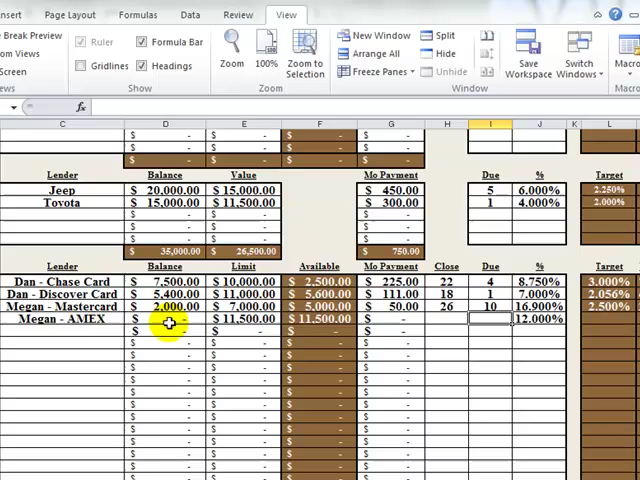 nsert Page Layout Formulas Data Review View
e Break Preview Ruler Formula Bar New Window Split Save Workspace Switch Windows Macro
om Views Gridlines Headings Zoom 100% Zoom to Selection Arrange All Hide
Screen Freeze Panes Unhide
ws Show Zoom Window Mac
fx
C D E F G H I J K L
$ - $ - $ - $ -
$ - $ - $ - $ -
$ - $ - $ - $ -
Lender Balance Value Mo Payment Due % Target
Jeep $ 20,000.00 $ 15,000.00 $ 450.00 5 6.000% 2.250%
Toyota $ 15,000.00 $ 11,500.00 $ 300.00 1 4.000% 2.000%
$ - $ - $ -
$ - $ - $ -
$ - $ - $ -
$ 35,000.00 $ 26,500.00 $ 750.00
Lender Balance Limit Available Mo Payment Close Due % Target
Dan - Chase Card $ 7,500.00 $ 10,000.00 $ 2,500.00 $ 225.00 22 4 8.750% 3.000%
Dan - Discover Card $ 5,400.00 $ 11,000.00 $ 5,600.00 $ 111.00 18 1 7.000% 2.056%
Megan - Mastercard $ 2,000.00 $ 7,000.00 $ 5,000.00 $ 50.00 26 10 16.900% 2.500%
Megan - AMEX $ - $ 11,500.00 $ 11,500.00 $ - 12.000%
$ - $ - $ - $ -
$ - $ - $ - $ -
$ - $ - $ - $ -
$ - $ - $ - $ -
$ - $ - $ - $ -
$ - $ - $ - $ -
$ - $ - $ - $ -
$ - $ - $ - $ -
$ - $ - $ - $ -
$ - $ - $ - $ -
$ - $ - $ - $ -
$ - $ - $ - $ -
$ - $ - $ - $ -